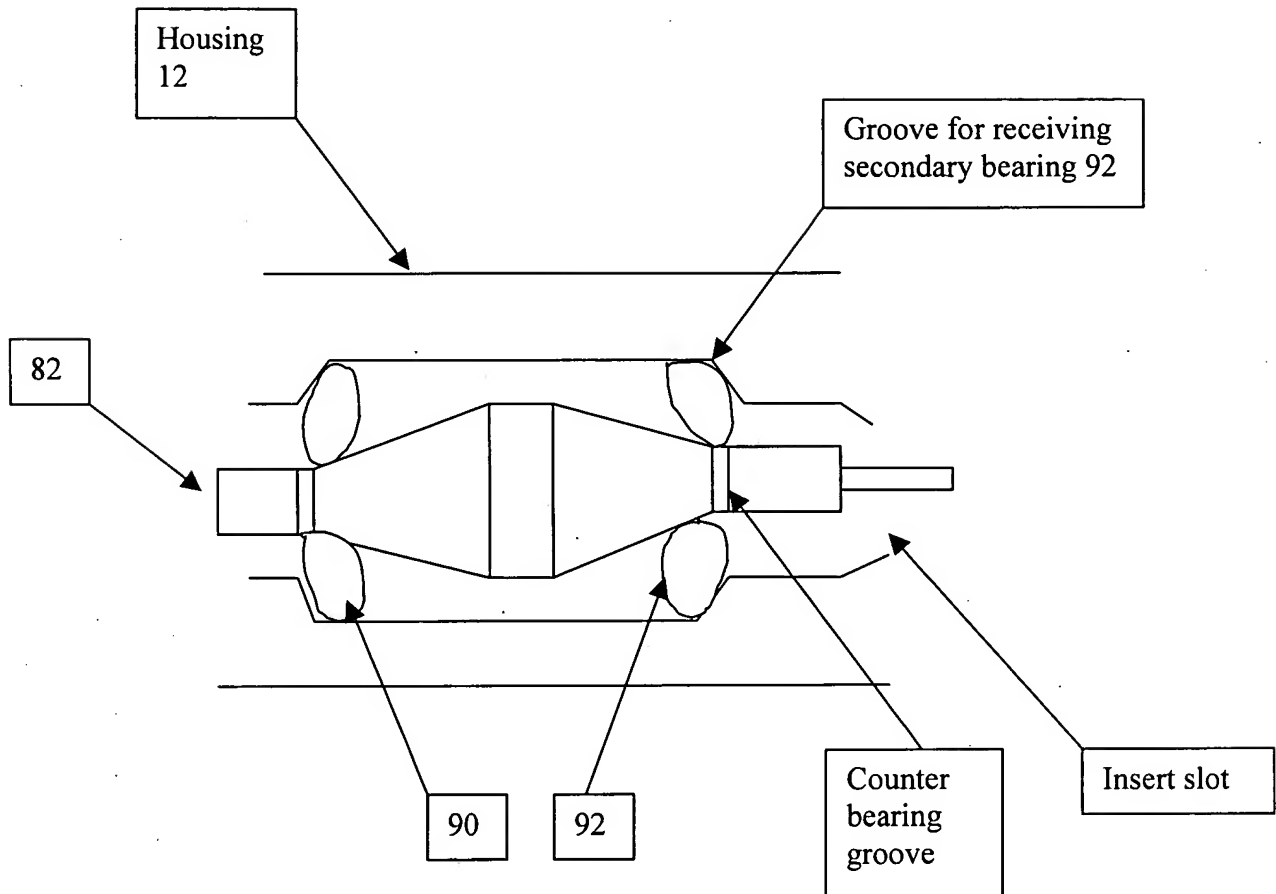 Housing
12
Groove for receiving
secondary bearing 92
82
90
92
Counter
bearing
groove
Insert slot